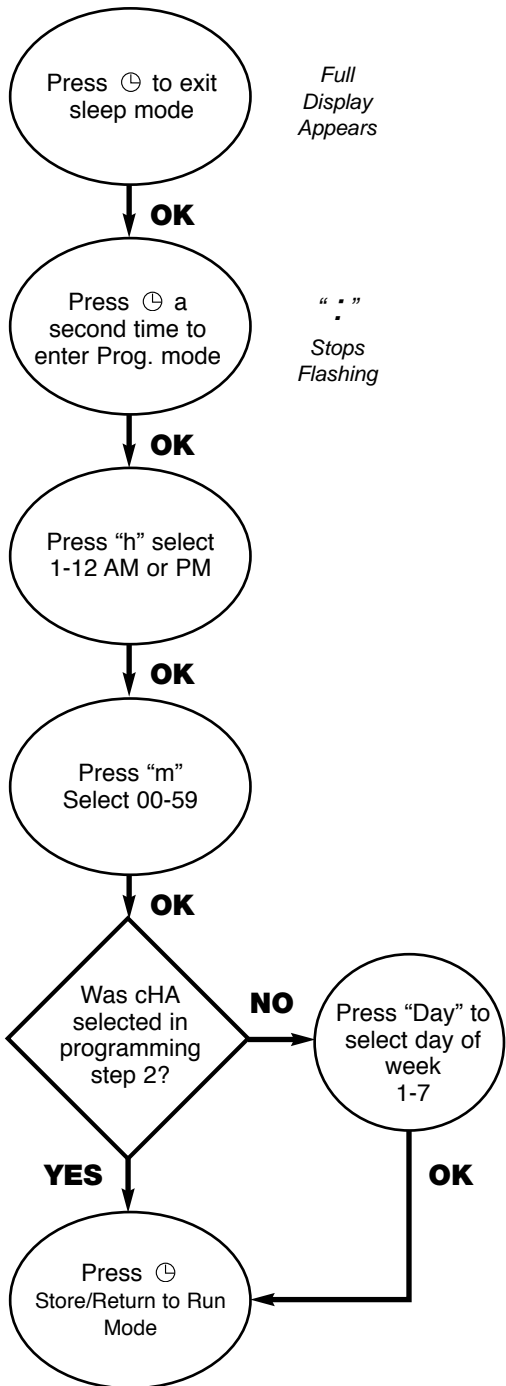 Press 🕒 to exit
sleep mode
Full
Display
Appears
OK
Press 🕒 a
second time to
enter Prog. mode
“ : ”
Stops
Flashing
OK
Press “h” select
1-12 AM or PM
OK
Press “m”
Select 00-59
OK
Was cHA
selected in
programming
step 2?
NO
Press “Day” to
select day of
week
1-7
YES
OK
Press 🕒
Store/Return to Run
Mode